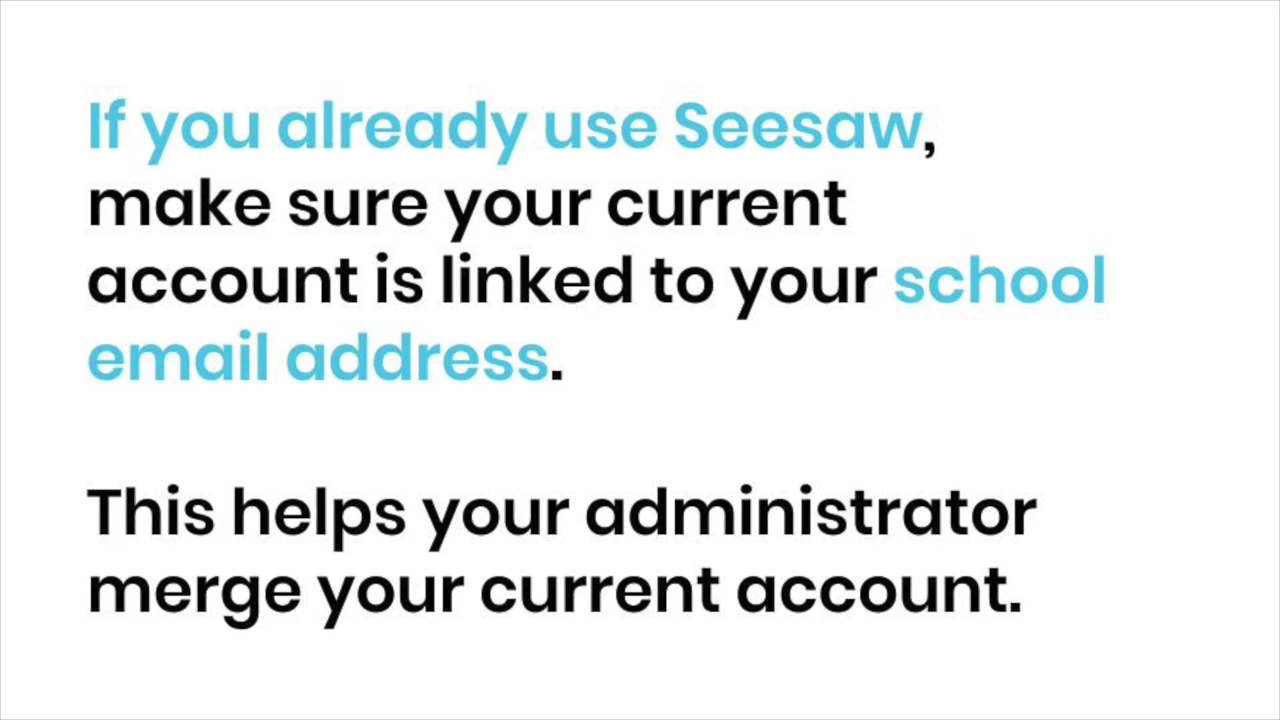 If you already use Seesaw,
make sure your current
account is linked to your school
email address.
This helps your administrator
merge your current account.